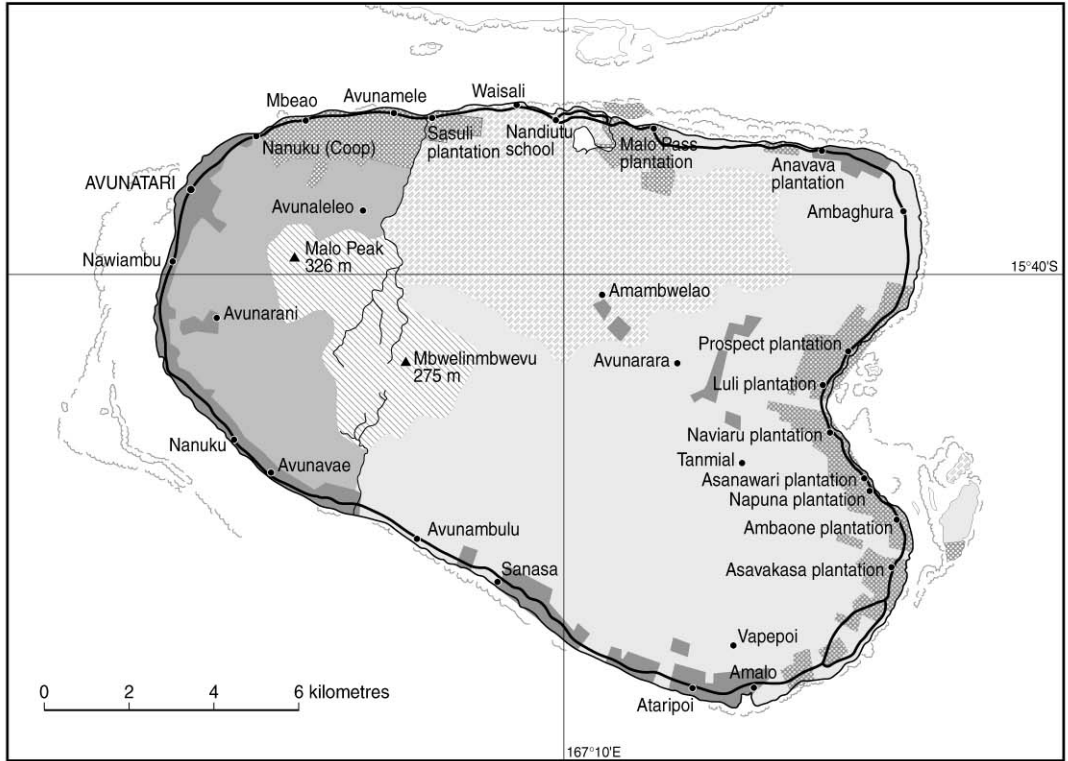 Waisali
Avunamele
Mbeao
Sasuli
plantation
Nandiutu
school
Nanuku (Coop)
Malo Pass
plantation
Anavava
plantation
AVUNATARI
Avunaleleo
Ambaghura
Malo Peak
326 m
Nawiambu
15°40'S
Amambwelao
Avunarani
Prospect plantation
Mbwelinmbwevu
275 m
Avunarara
Luli plantation
Naviaru plantation
Nanuku
Tanmial
Avunavae
Asanawari plantation
Napuna plantation
Ambaone plantation
Avunambulu
Sanasa
Asavakasa plantation
Vapepoi
Amalo
Ataripoi
0 2 4 6 kilometres
167°10'E